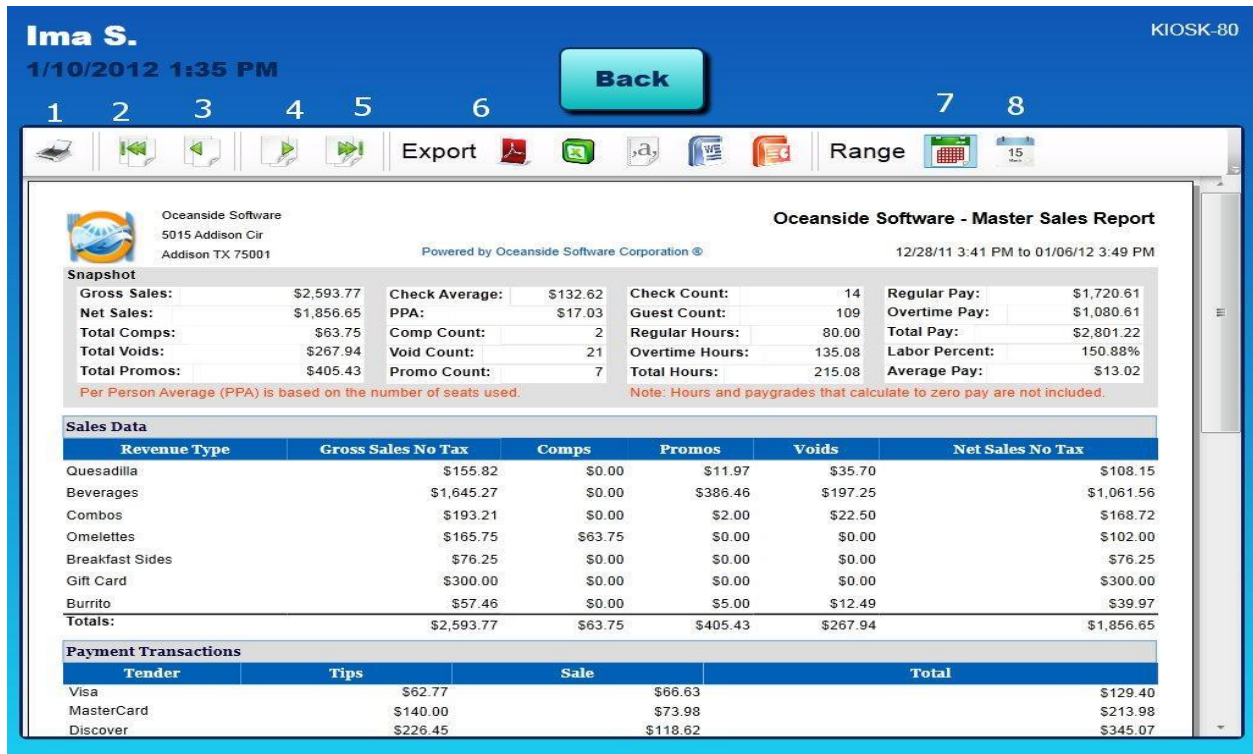 Ima S.
KIOSK-80
1/10/2012 1:35 PM
Back
1 2 3 4 5 6 7 8
Export ,a, Range 15
Oceanside Software
5015 Addison Cir
Addison TX 75001
Powered by Oceanside Software Corporation ®
Oceanside Software - Master Sales Report
12/28/11 3:41 PM to 01/06/12 3:49 PM
Snapshot
Gross Sales: $2,593.77 Check Average: $132.62 Check Count: 14 Regular Pay: $1,720.61
Net Sales: $1,856.65 PPA: $17.03 Guest Count: 109 Overtime Pay: $1,080.61
Total Comps: $63.75 Comp Count: 2 Regular Hours: 80.00 Total Pay: $2,801.22
Total Voids: $267.94 Void Count: 21 Overtime Hours: 135.08 Labor Percent: 150.88%
Total Promos: $405.43 Promo Count: 7 Total Hours: 215.08 Average Pay: $13.02
Per Person Average (PPA) is based on the number of seats used. Note: Hours and paygrades that calculate to zero pay are not included.
Sales Data
Revenue Type Gross Sales No Tax Comps Promos Voids Net Sales No Tax
Quesadilla $155.82 $0.00 $11.97 $35.70 $108.15
Beverages $1,645.27 $0.00 $386.46 $197.25 $1,061.56
Combos $193.21 $0.00 $2.00 $22.50 $168.72
Omelettes $165.75 $63.75 $0.00 $0.00 $102.00
Breakfast Sides $76.25 $0.00 $0.00 $0.00 $76.25
Gift Card $300.00 $0.00 $0.00 $0.00 $300.00
Burrito $57.46 $0.00 $5.00 $12.49 $39.97
Totals: $2,593.77 $63.75 $405.43 $267.94 $1,856.65
Payment Transactions
Tender Tips Sale Total
Visa $62.77 $66.63 $129.40
MasterCard $140.00 $73.98 $213.98
Discover $226.45 $118.62 $345.07